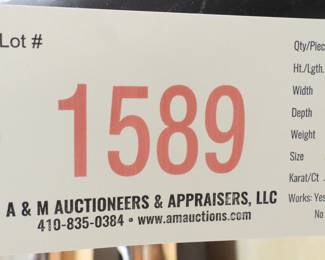 Lot #
1589
A & M AUCTIONEERS & APPRAISERS, LLC
410-835-0384 • www.amauctions.com
Qty/Piec
Ht./Lgth.
Width
Depth
Weight
Size
Karat/Ct.
Works: Yes
No